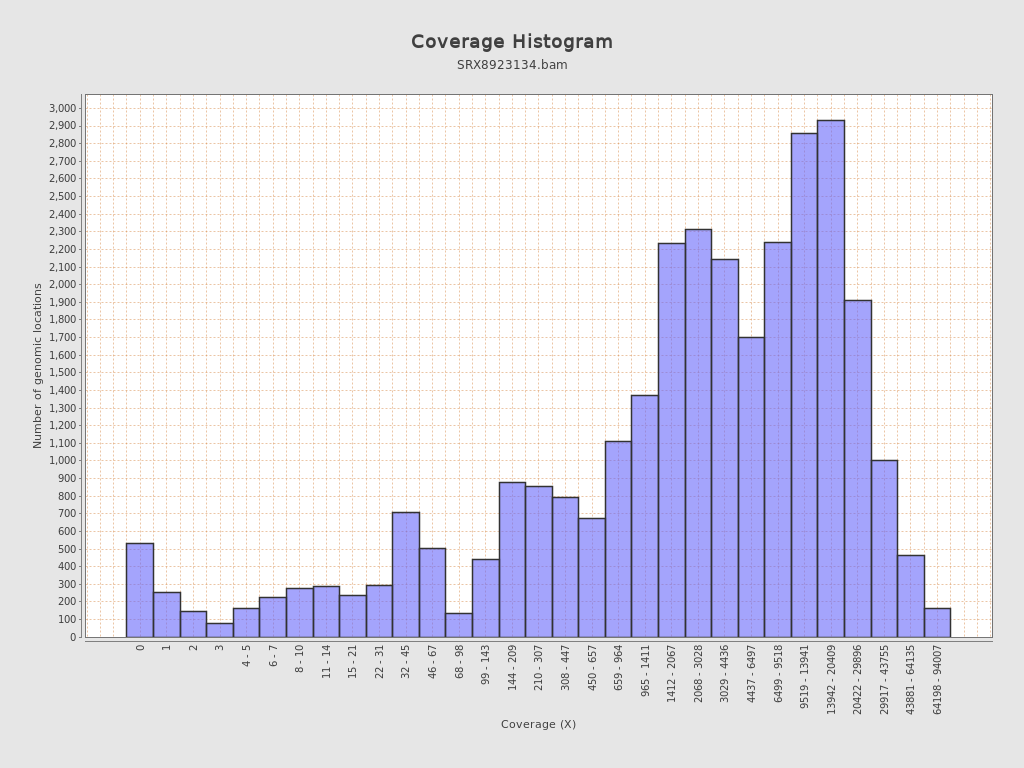 Coverage Histogram
SRX8923134.bam
Number of genomic locations
3,000
2,900
2,800
2,700
2,600
2,500
2,400
2,300
2,200
2,100
2,000
1,900
1,800
1,700
1,600
1,500
1,400
1,300
1,200
1,100
1,000
900
800
700
600
500
400
300
200
100
0
0
1
2
3
4 - 5
6 - 7
8 - 10
11 - 14
15 - 21
22 - 31
32 - 45
46 - 67
68 - 98
99 - 143
144 - 209
210 - 307
308 - 447
450 - 657
659 - 964
965 - 1411
1412 - 2067
2068 - 3028
3029 - 4436
4437 - 6497
6499 - 9518
9519 - 13941
13942 - 20409
20422 - 29896
29917 - 43755
43881 - 64135
64198 - 94007
Coverage (X)